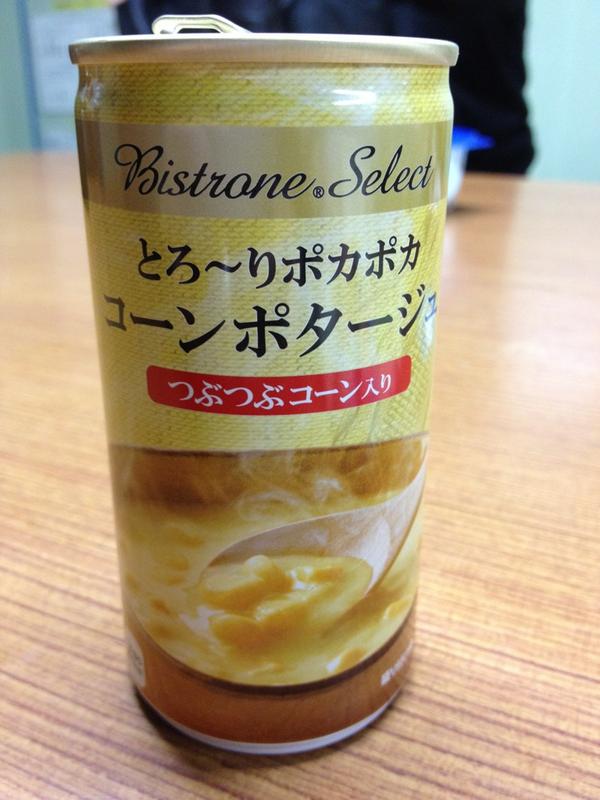 Bistrone® Select
とろ〜りポカポカ
コーンポタージュ
つぶつぶコーン入り